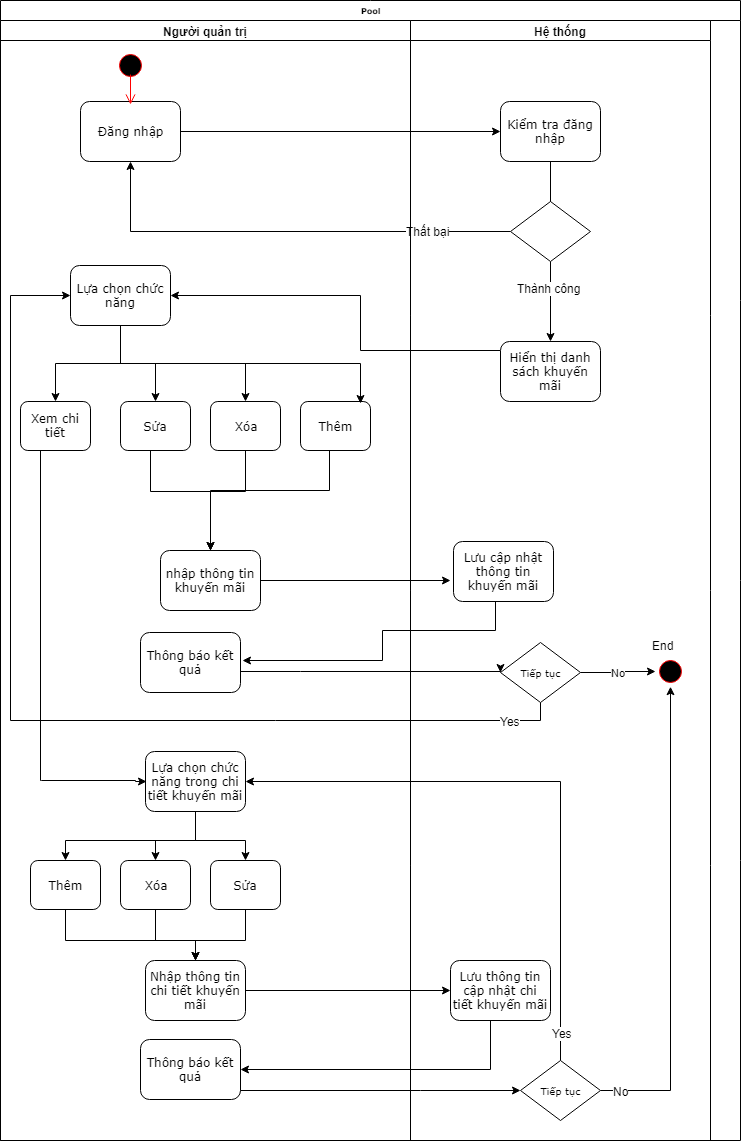 Pool
Người quản trị
Hệ thống
Đăng nhập
Kiểm tra đăng
nhập
Thất bại
Thành công
Lựa chọn chức
năng
Hiển thị danh
sách khuyến
mãi
Xem chi
tiết
Sửa
Xóa
Thêm
nhập thông tin
khuyến mãi
Lưu cập nhật
thông tin
khuyến mãi
Thông báo kết
quả
Tiếp tục
No
End
Yes
Lựa chọn chức
năng trong chi
tiết khuyến mãi
Thêm
Xóa
Sửa
Nhập thông tin
chi tiết khuyến
mãi
Lưu thông tin
cập nhật chi
tiết khuyến mãi
Yes
Thông báo kết
quả
Tiếp tục
No